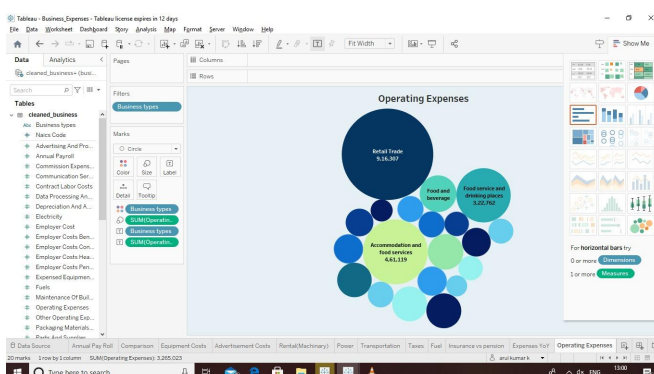 Tableau - Business_Expenses - Tableau license expires in 12 days
File Data Worksheet Dashboard Story Analysis Map Format Server Window Help
Fit Width
Show Me
Data Analytics
Pages
Columns
Rows
cleaned_business+ (busi...
Search
Filters
Business types
Tables
cleaned_business
Abc Business types
Naics Code
Advertising And Pro...
Annual Payroll
Commission Expens...
Communication Ser...
Contract Labor Costs
Data Processing An...
Depreciation And A...
Electricity
Employer Cost
Employer Costs Ben...
Employer Costs Con...
Employer Costs Hea...
Employer Costs Pen...
Expensed Equipmen...
Fuels
Maintenance Of Buil...
Operating Expenses
Other Operating Exp...
Packaging Materials...
Parts And Supplies
Marks
Circle
Color Size Label
Detail Tooltip
Business types
SUM(Operatin..
Business types
SUM(Operatin..
Operating Expenses
Retail Trade
9,16,307
Food and
beverage
Food service and
drinking places
3,22,762
Accommodation and
food services
4,61,119
For horizontal bars try
0 or more Dimensions
1 or more Measures
Data Source Annual Pay Roll Comparison Equipment Costs Advertisement Costs Rental(Machinary) Power Transportation Taxes Fuel Insurance vs pension Expenses YoY Operating Expenses
20 marks 1 row by 1 column SUM(Operating Expenses): 3,265,023
arul kumar k
Type here to search
ENG
13:00